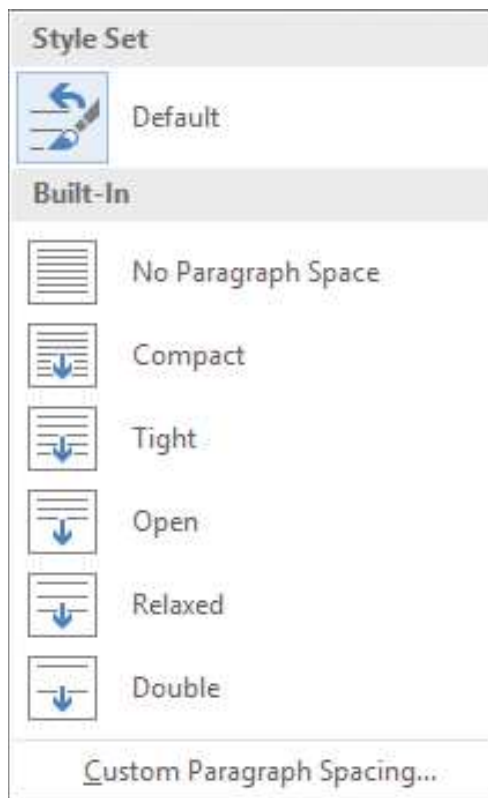 Style Set
Default
Built-In
No Paragraph Space
Compact
Tight
Open
Relaxed
Double
Custom Paragraph Spacing...